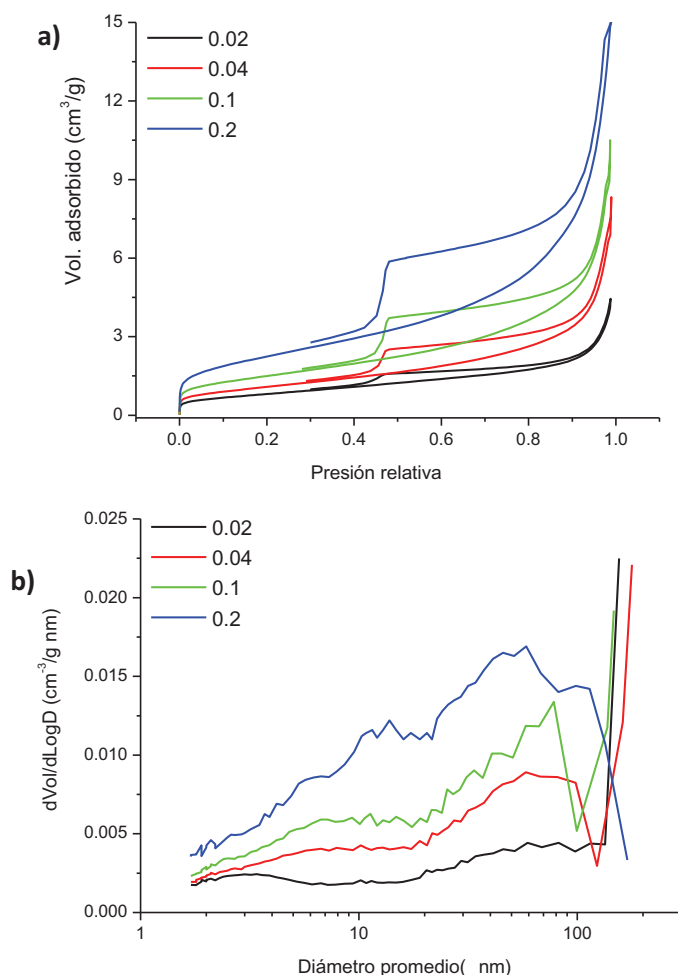 a)
0.02
0.04
0.1
0.2
Vol. adsorbido (cm³/g)
15
12
9
6
3
0
0.0 0.2 0.4 0.6 0.8 1.0
Presión relativa
b)
0.02
0.04
0.1
0.2
dVol/dLogD (cm⁻³/g nm)
0.025
0.020
0.015
0.010
0.005
0.000
1 10 100
Diámetro promedio( nm)